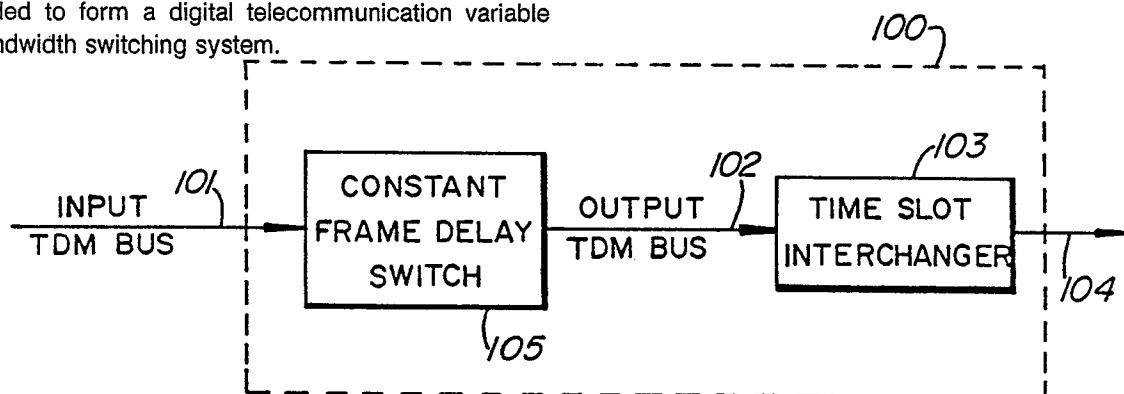 ded to form a digital telecommunication variable
ndwidth switching system.
100
101
INPUT
TDM BUS
CONSTANT
FRAME DELAY
SWITCH
105
102
OUTPUT
TDM BUS
103
TIME SLOT
INTERCHANGER
104